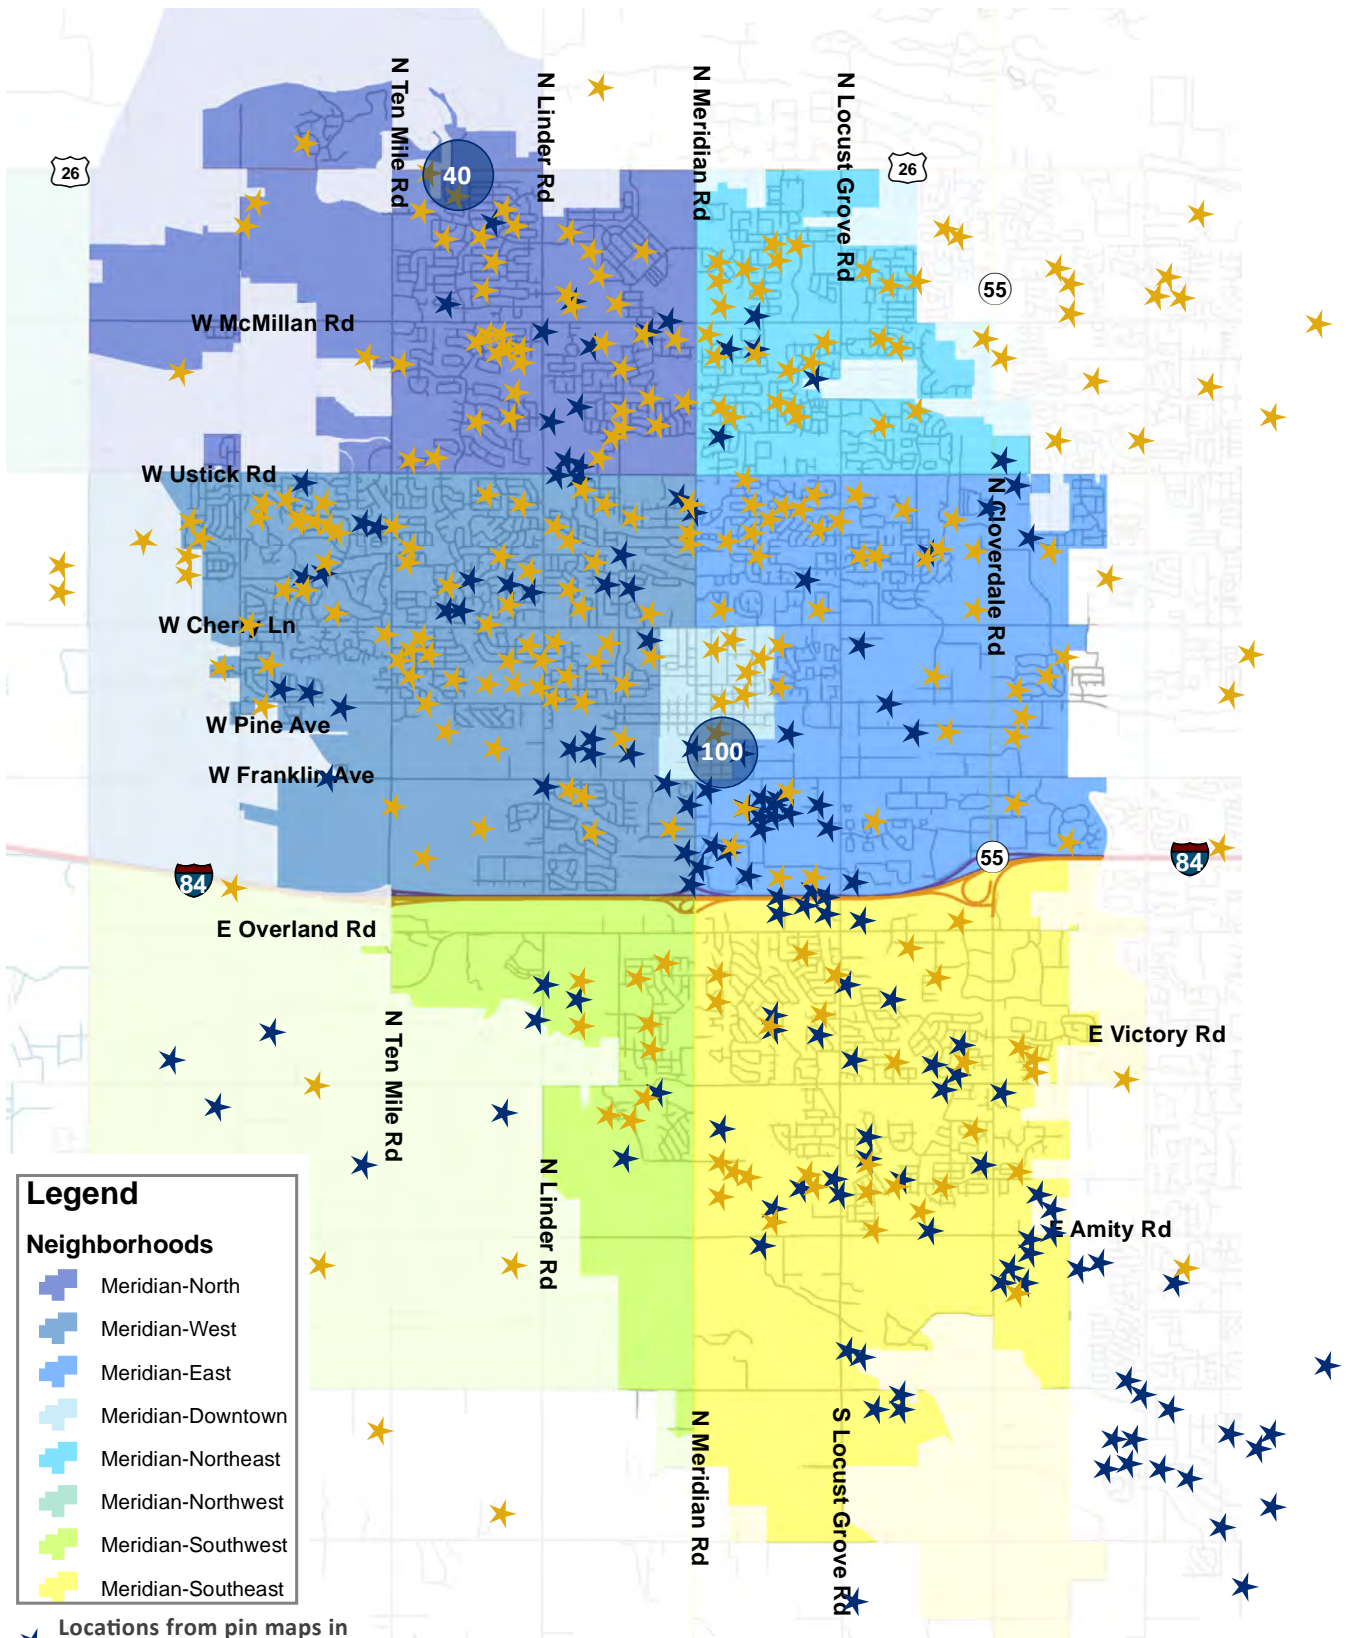 N Ten Mile Rd
N Linder Rd
N Meridian Rd
N Locust Grove Rd
26
40
26
55
W McMillan Rd
W Ustick Rd
N Cloverdale Rd
W Cherry Ln
W Pine Ave
100
W Franklin Ave
84
55
84
E Overland Rd
N Ten Mile Rd
E Victory Rd
N Linder Rd
E Amity Rd
N Meridian Rd
S Locust Grove Rd
Legend
Neighborhoods
Meridian-North
Meridian-West
Meridian-East
Meridian-Downtown
Meridian-Northeast
Meridian-Northwest
Meridian-Southwest
Meridian-Southeast
Locations from pin maps in